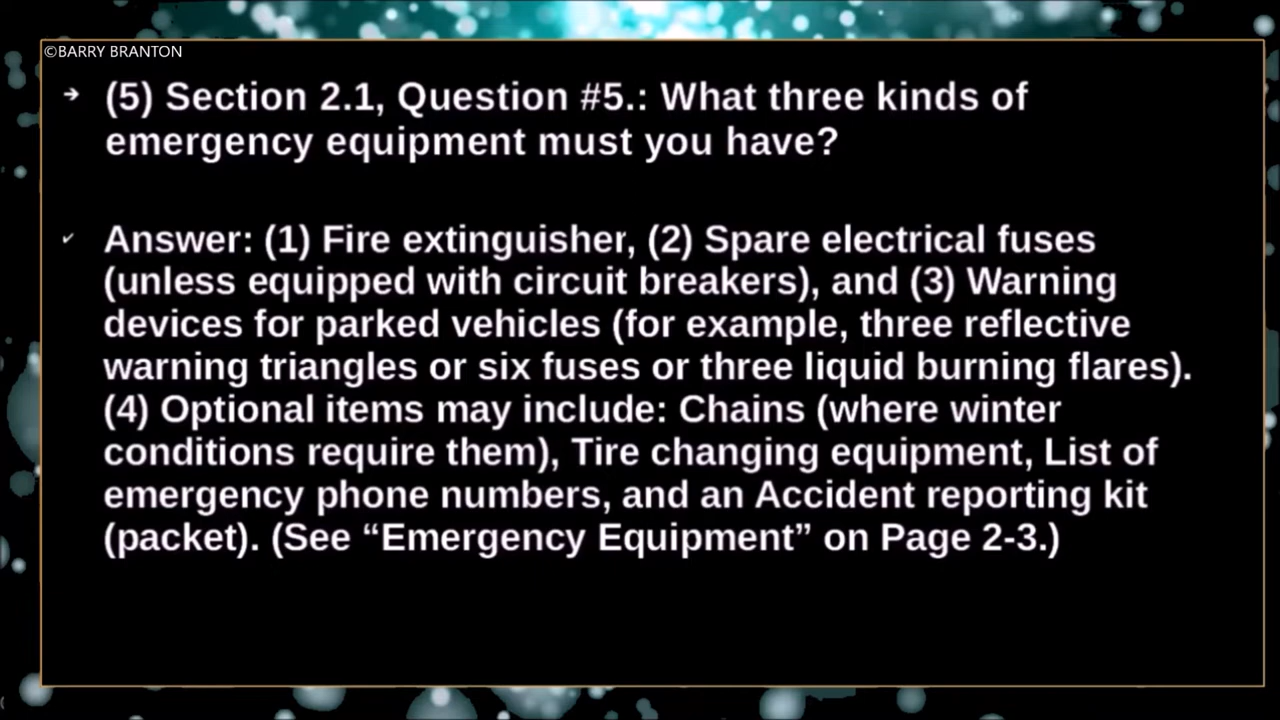 ©BARRY BRANTON
➔ (5) Section 2.1, Question #5.: What three kinds of
emergency equipment must you have?
✔ Answer: (1) Fire extinguisher, (2) Spare electrical fuses
(unless equipped with circuit breakers), and (3) Warning
devices for parked vehicles (for example, three reflective
warning triangles or six fuses or three liquid burning flares).
(4) Optional items may include: Chains (where winter
conditions require them), Tire changing equipment, List of
emergency phone numbers, and an Accident reporting kit
(packet). (See “Emergency Equipment” on Page 2-3.)